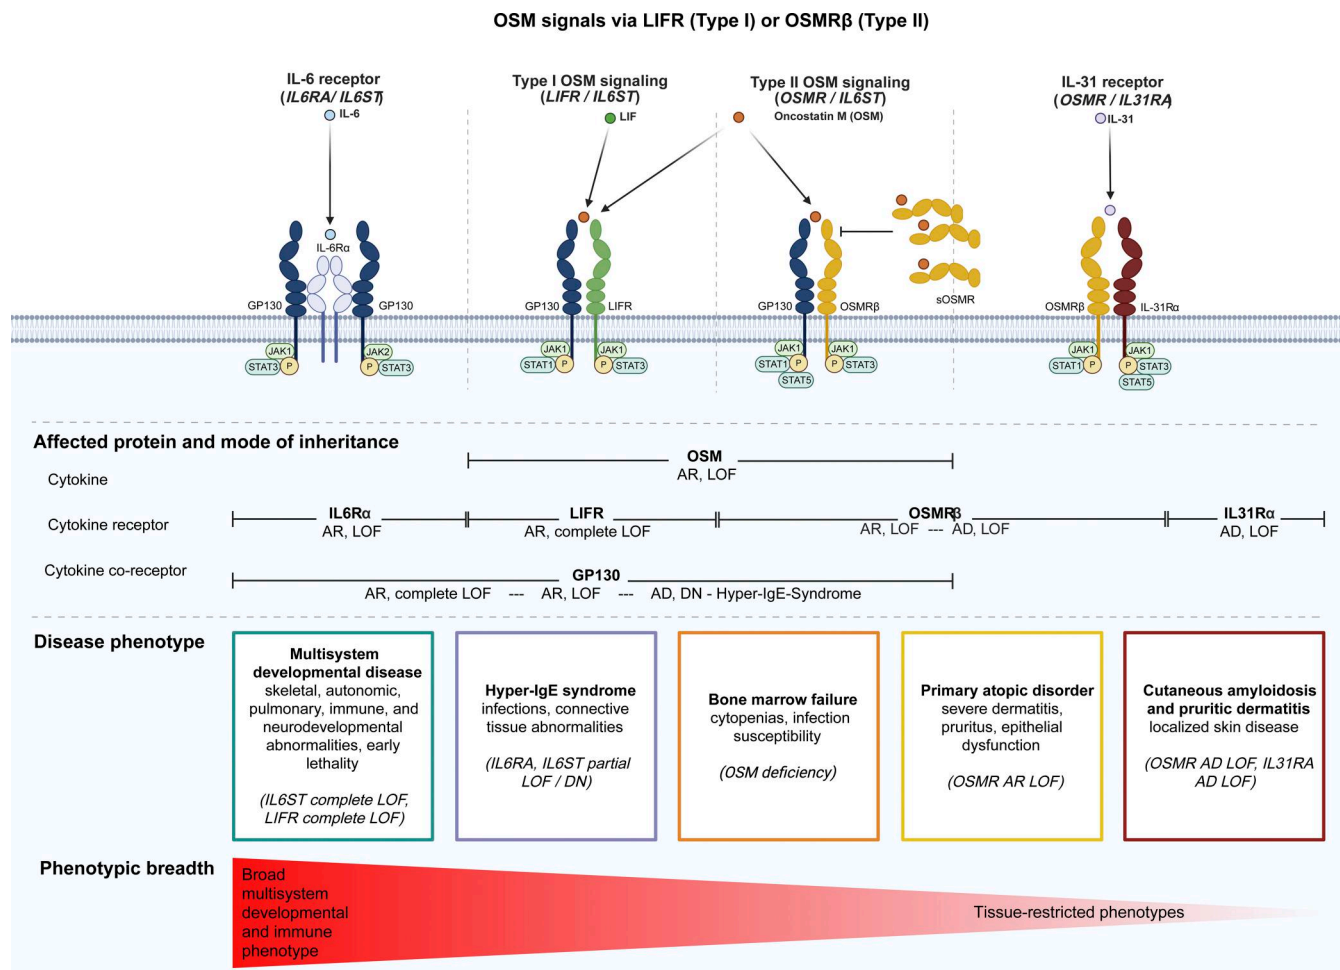 OSM signals via LIFR (Type I) or OSMRβ (Type II)
IL-6 receptor
(IL6RA/ IL6ST)
IL-6
Type I OSM signaling
(LIFR / IL6ST)
LIF
Type II OSM signaling
(OSMR / IL6ST)
Oncostatin M (OSM)
IL-31 receptor
(OSMR / IL31RA)
IL-31
IL-6Rα
GP130
GP130
GP130
LIFR
GP130
OSMRβ
sOSMR
OSMRβ
IL-31Rα
JAK1
STAT3
P
JAK2
P
STAT3
JAK1
STAT1
P
JAK1
P
STAT3
JAK1
STAT1
P
STAT5
JAK1
P
STAT3
JAK1
STAT1
P
JAK1
P
STAT3
STAT5
Affected protein and mode of inheritance
Cytokine
OSM
AR, LOF
Cytokine receptor
IL6Rα
AR, LOF
LIFR
AR, complete LOF
OSMRβ
AR, LOF --- AD, LOF
IL31Rα
AD, LOF
Cytokine co-receptor
GP130
AR, complete LOF --- AR, LOF --- AD, DN - Hyper-IgE-Syndrome
Disease phenotype
Multisystem
developmental disease
skeletal, autonomic,
pulmonary, immune, and
neurodevelopmental
abnormalities, early
lethality
(IL6ST complete LOF,
LIFR complete LOF)
Hyper-IgE syndrome
infections, connective
tissue abnormalities
(IL6RA, IL6ST partial
LOF / DN)
Bone marrow failure
cytopenias, infection
susceptibility
(OSM deficiency)
Primary atopic disorder
severe dermatitis,
pruritus, epithelial
dysfunction
(OSMR AR LOF)
Cutaneous amyloidosis
and pruritic dermatitis
localized skin disease
(OSMR AD LOF, IL31RA
AD LOF)
Phenotypic breadth
Broad
multisystem
developmental
and immune
phenotype
Tissue-restricted phenotypes